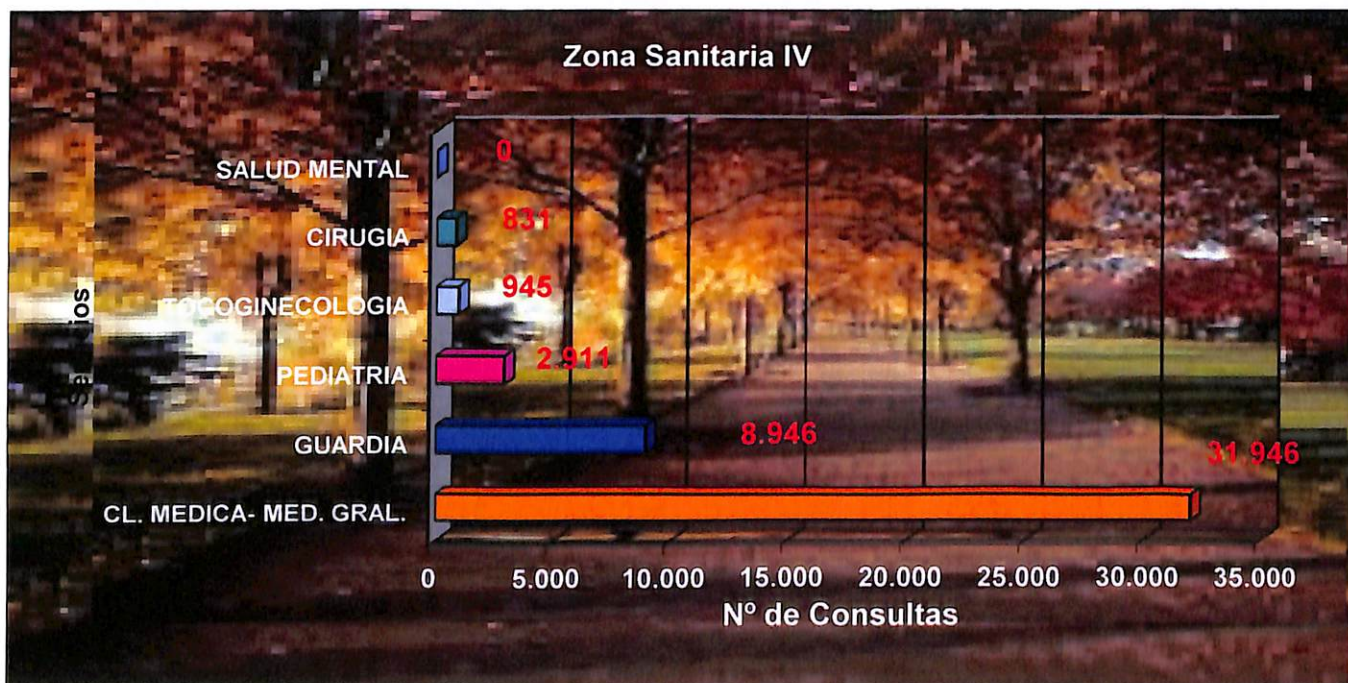 Zona Sanitaria IV
SALUD MENTAL 0
CIRUGIA 831
TOCOGINECOLOGIA 945
PEDIATRIA 2.911
GUARDIA 8.946
CL. MEDICA- MED. GRAL. 31.946
0 5.000 10.000 15.000 20.000 25.000 30.000 35.000
Nº de Consultas